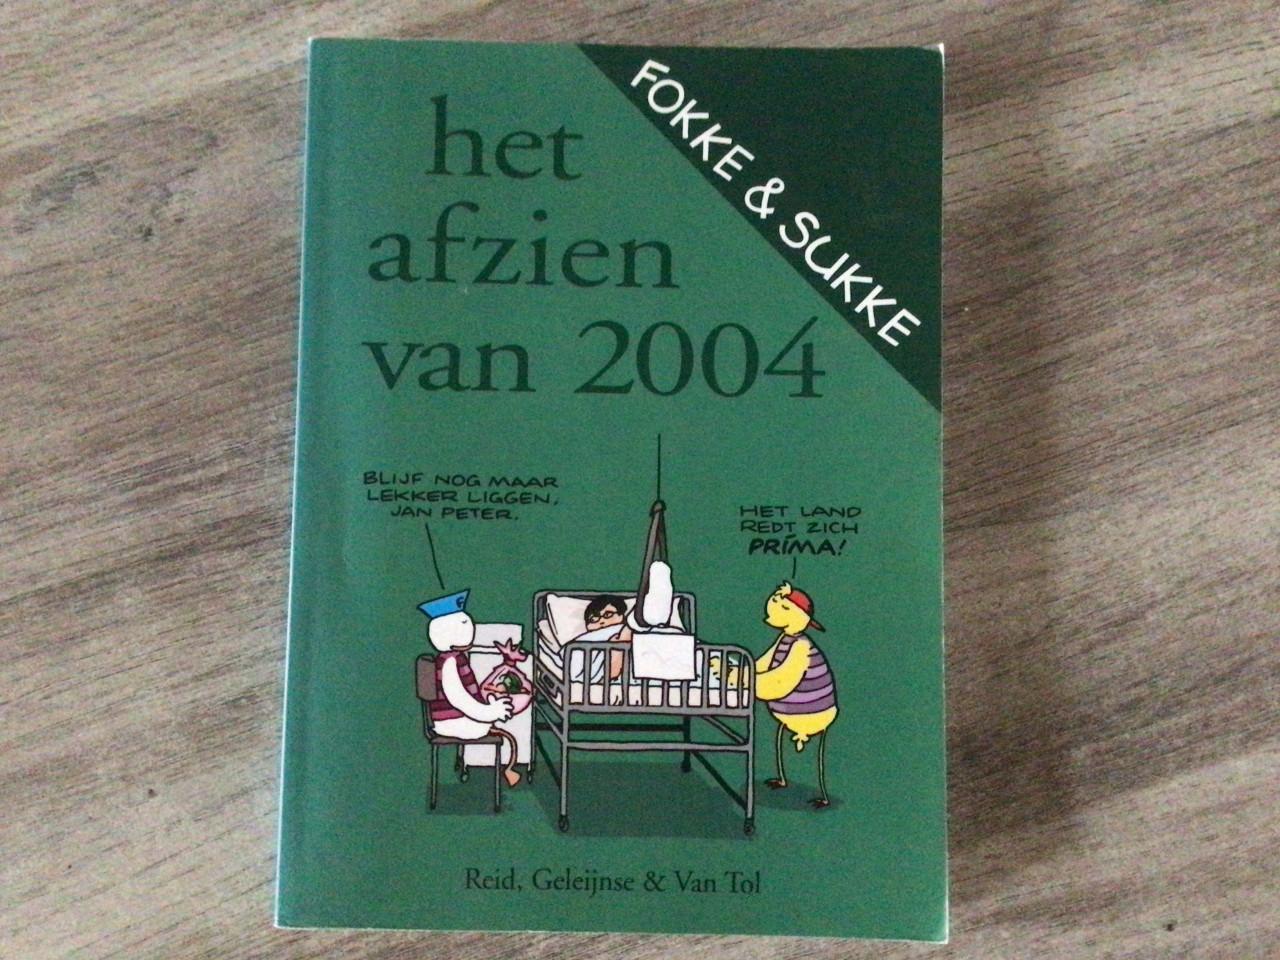 FOKKE & SUKKE
het
afzien
van 2004
BLIJF NOG MAAR
LEKKER LIGGEN,
JAN PETER.
HET LAND
REDT ZICH
PRÍMA!
Reid, Geleijnse & Van Tol